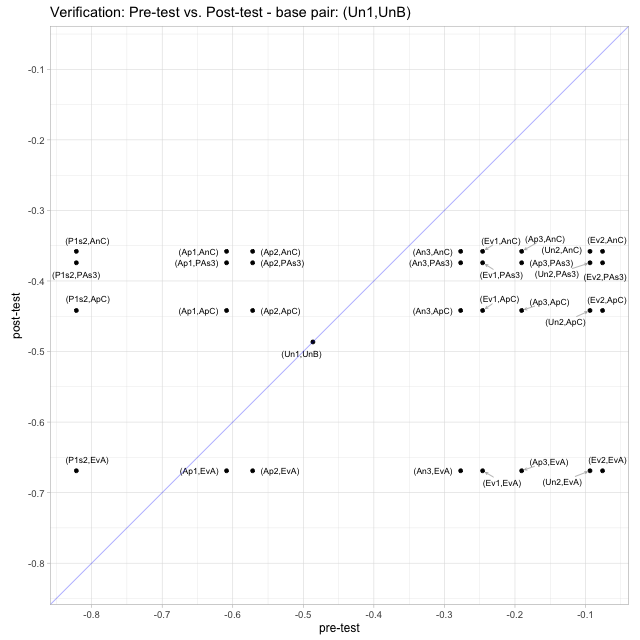 Verification: Pre-test vs. Post-test - base pair: (Un1,UnB)
-0.1
-0.2
-0.3
(P1s2,AnC)
(Ap1,AnC)
(Ap2,AnC)
(An3,AnC)
(Ev1,AnC)
(Ap3,AnC)
(Un2,AnC)
(Ev2,AnC)
(P1s2,PAs3)
(Ap1,PAs3)
(Ap2,PAs3)
(An3,PAs3)
(Ev1,PAs3)
(Ap3,PAs3)
(Un2,PAs3)
(Ev2,PAs3)
-0.4
(P1s2,ApC)
(Ap1,ApC)
(Ap2,ApC)
(An3,ApC)
(Ev1,ApC)
(Ap3,ApC)
(Un2,ApC)
(Ev2,ApC)
post-test
-0.5
(Un1,UnB)
-0.6
(P1s2,EvA)
(Ap1,EvA)
(Ap2,EvA)
(An3,EvA)
(Ev1,EvA)
(Ap3,EvA)
(Un2,EvA)
(Ev2,EvA)
-0.7
-0.8
-0.8
-0.7
-0.6
-0.5
-0.4
-0.3
-0.2
-0.1
pre-test